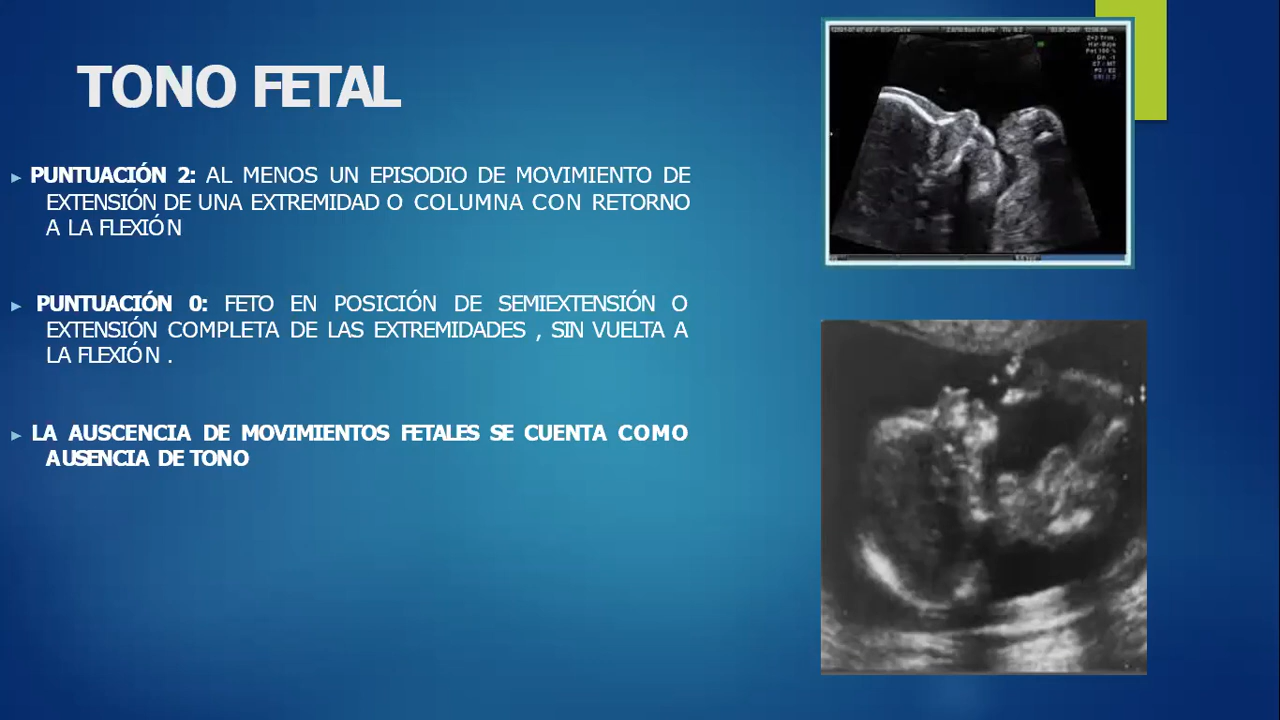 TONO FETAL
▸ PUNTUACIÓN 2: AL MENOS UN EPISODIO DE MOVIMIENTO DE
EXTENSIÓN DE UNA EXTREMIDAD O COLUMNA CON RETORNO
A LA FLEXIÓN
▸ PUNTUACIÓN 0: FETO EN POSICIÓN DE SEMIEXTENSIÓN O
EXTENSIÓN COMPLETA DE LAS EXTREMIDADES , SIN VUELTA A
LA FLEXIÓN .
▸ LA AUSCENCIA DE MOVIMIENTOS FETALES SE CUENTA COMO
AUSENCIA DE TONO